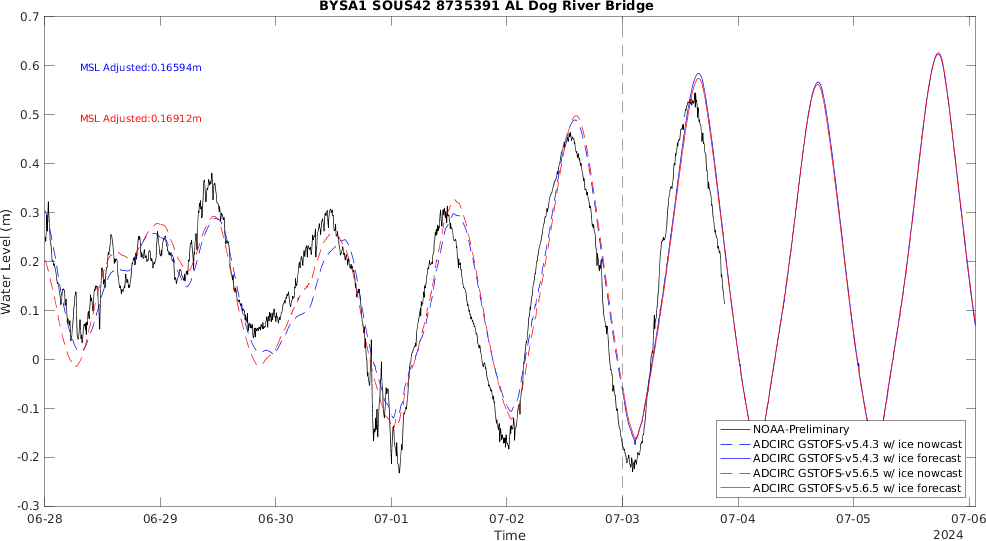 BYSA1 SOUS42 8735391 AL Dog River Bridge
0.7
0.6
0.5
0.4
0.3
0.2
0.1
0
-0.1
-0.2
-0.3
Water Level (m)
MSL Adjusted:0.16594m
MSL Adjusted:0.16912m
NOAA-Preliminary
ADCIRC GSTOFS-v5.4.3 w/ ice nowcast
ADCIRC GSTOFS-v5.4.3 w/ ice forecast
ADCIRC GSTOFS-v5.6.5 w/ ice nowcast
ADCIRC GSTOFS-v5.6.5 w/ ice forecast
06-28 06-29 06-30 07-01 07-02 07-03 07-04 07-05 07-06
Time
2024